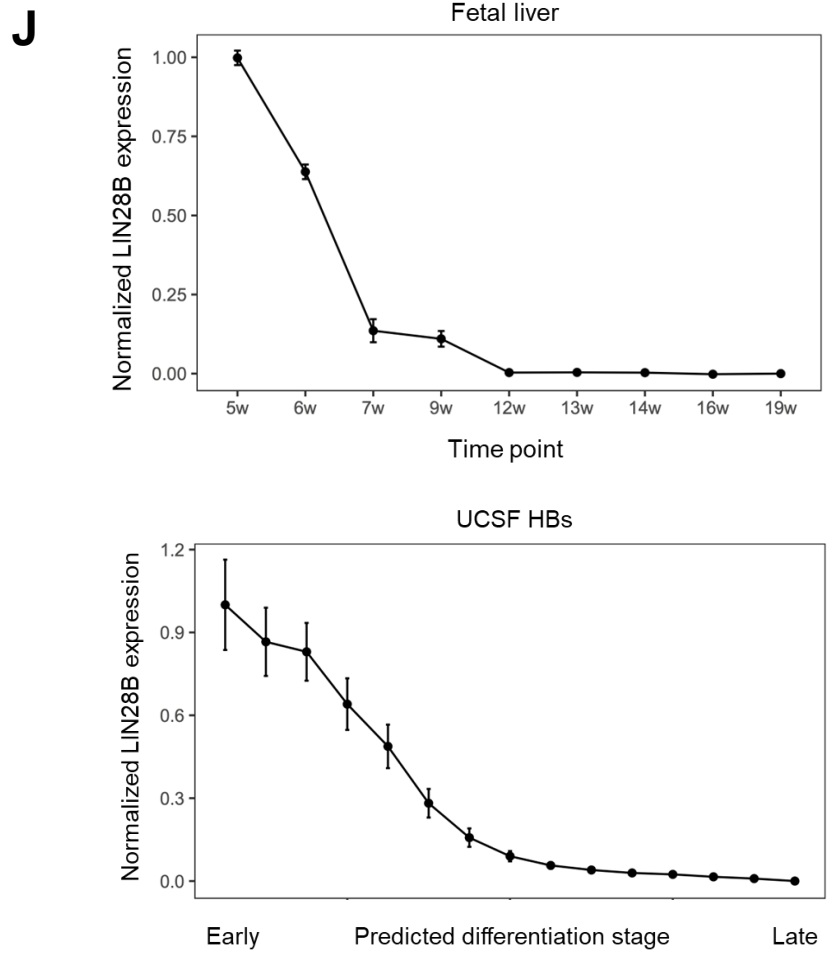 J
Fetal liver
Normalized LIN28B expression
1.00
0.75
0.50
0.25
0.00
5w 6w 7w 9w 12w 13w 14w 16w 19w
Time point
UCSF HBs
Normalized LIN28B expression
1.2
0.9
0.6
0.3
0.0
Early Predicted differentiation stage Late